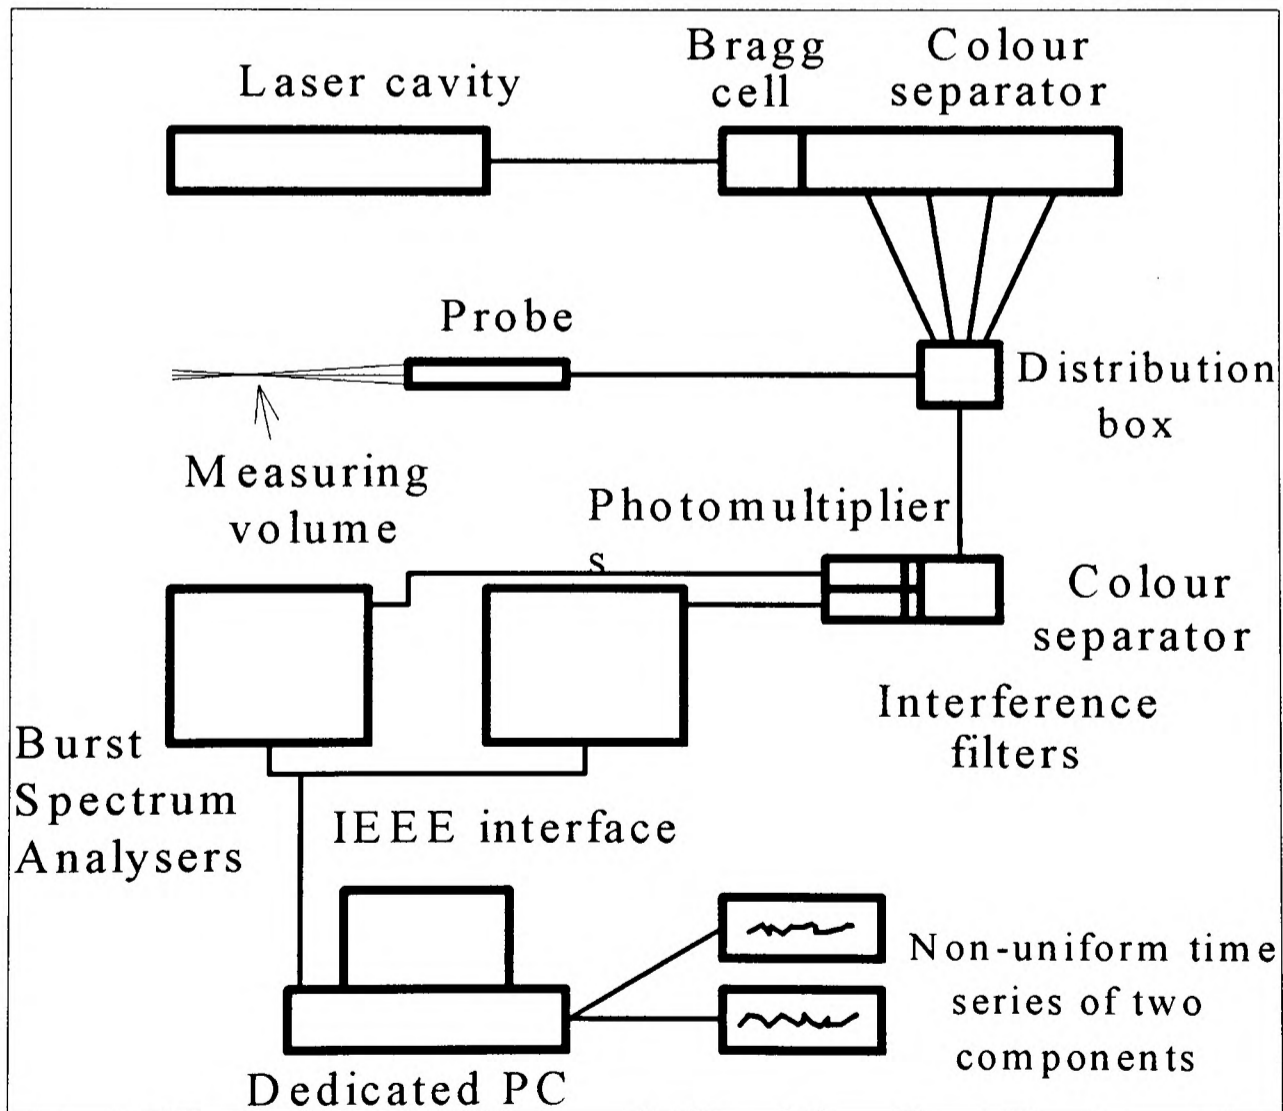 Laser cavity
Bragg
cell
Colour
separator
Probe
Distribution
box
Measuring
volume
Photomultiplier
s
Colour
separator
Interference
filters
Burst
Spectrum
Analysers
IEEE interface
Non-uniform time
series of two
components
Dedicated PC